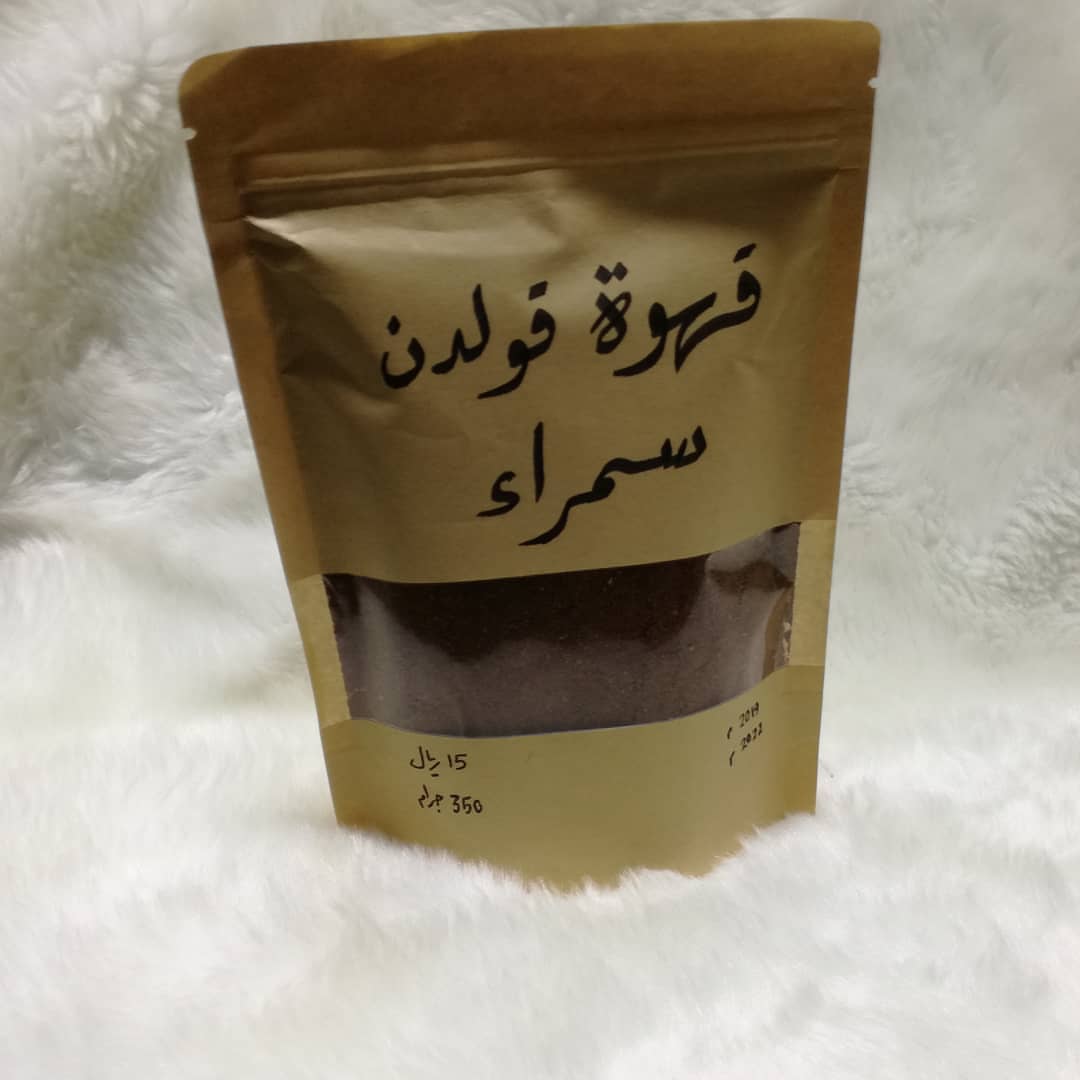 قهوة قولدن
سمراء
2019 م
2022 م
15 ريال
350 جرام